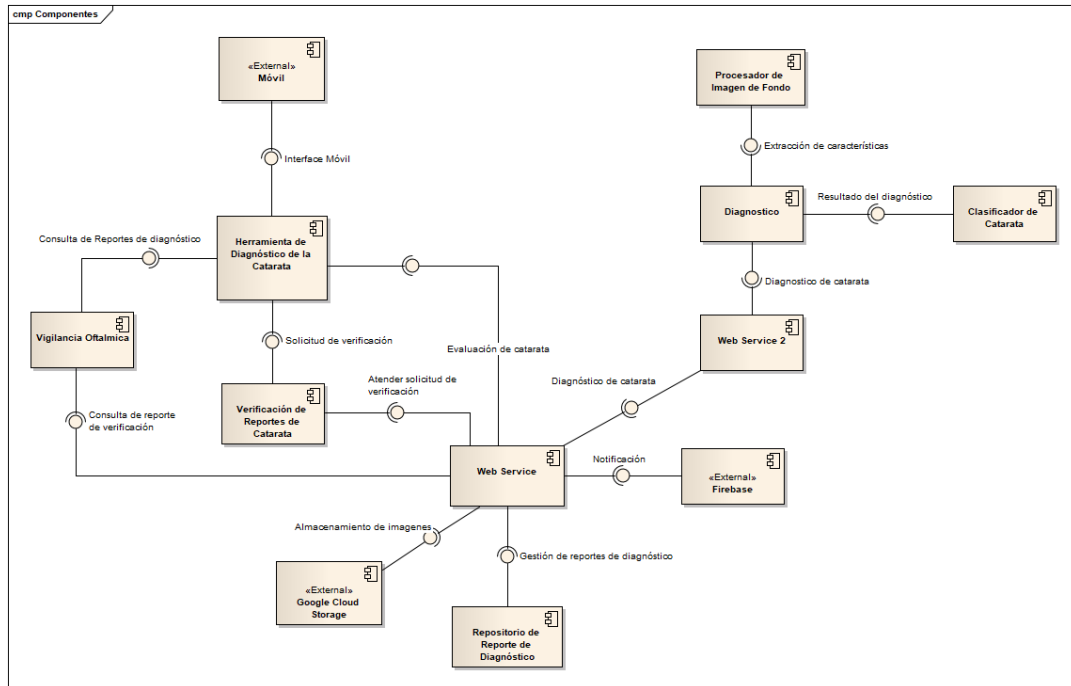 cmp Componentes
«External»
Móvil
Procesador de
Imagen de Fondo
Interface Móvil
Extracción de características
Diagnostico
Resultado del diagnóstico
Clasificador de
Catarata
Consulta de Reportes de diagnóstico
Herramienta de
Diagnóstico de la
Catarata
Diagnostico de catarata
Vigilancia Oftalmica
Solicitud de verificación
Evaluación de catarata
Web Service 2
Atender solicitud de
verificación
Diagnóstico de catarata
Verificación de
Reportes de
Catarata
Consulta de reporte
de verificación
Web Service
Notificación
«External»
Firebase
Almacenamiento de imagenes
Gestión de reportes de diagnóstico
«External»
Google Cloud
Storage
Repositorio de
Reporte de
Diagnóstico